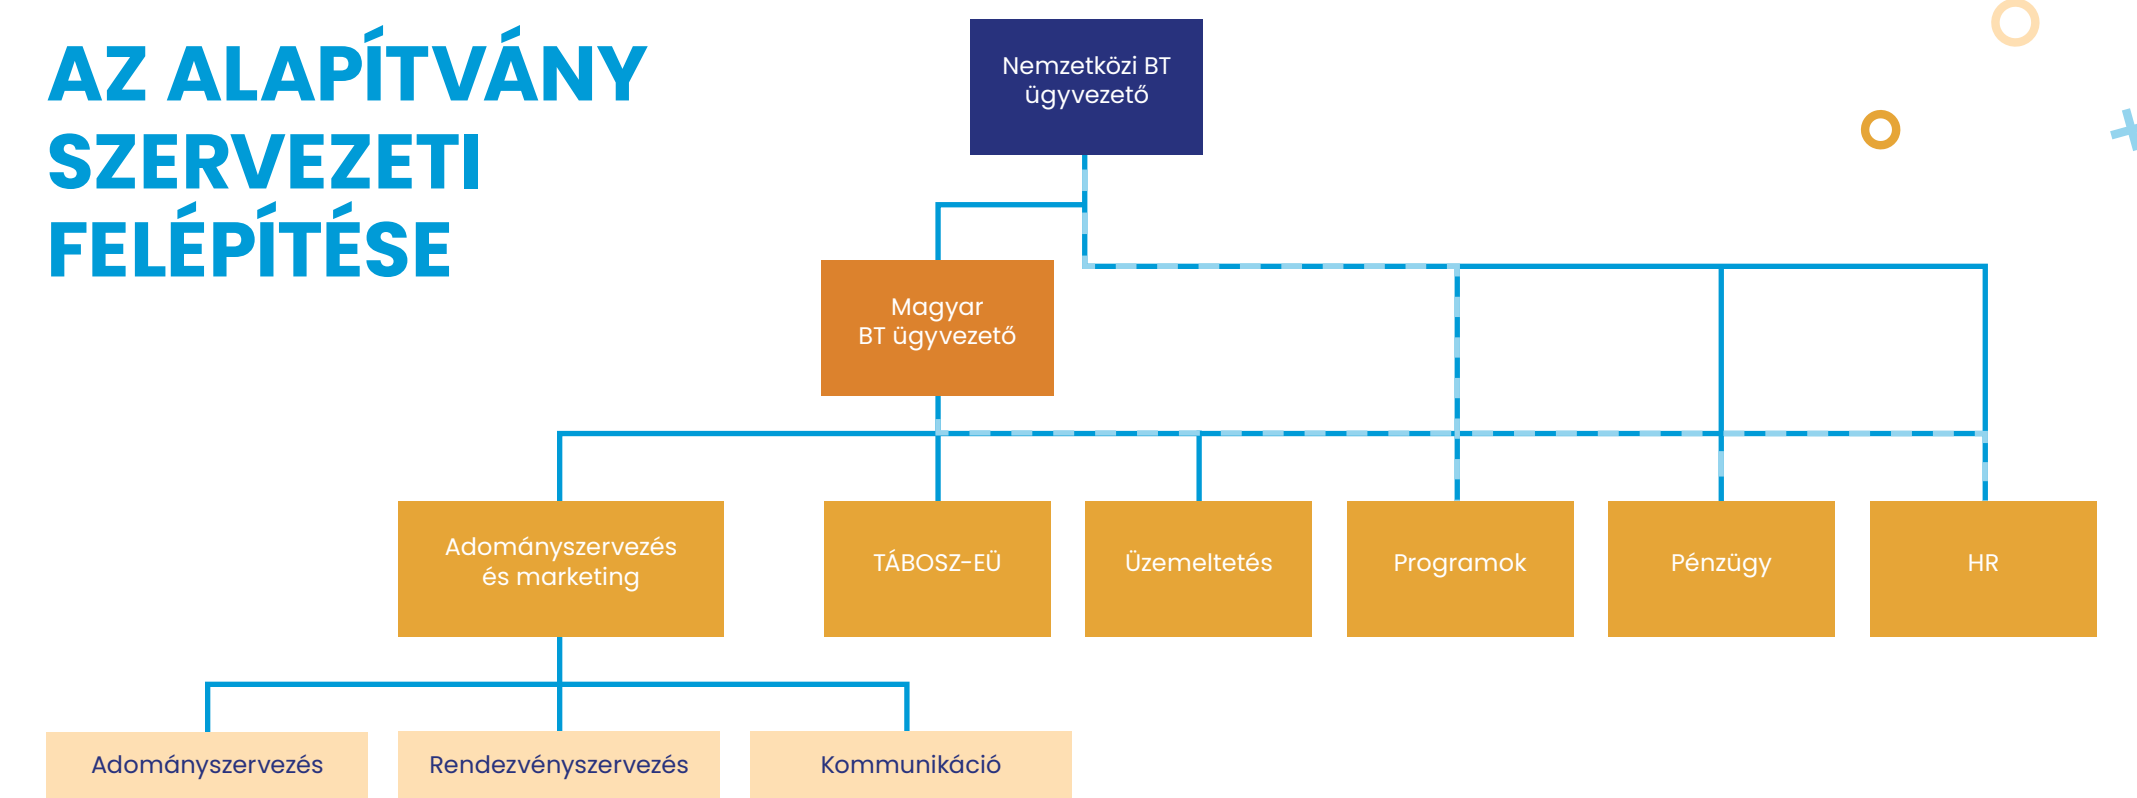 AZ ALAPÍTVÁNY
SZERVEZETI
FELÉPÍTÉSE
Nemzetközi BT
ügyvezető
Magyar
BT ügyvezető
Adományszervezés
és marketing
TÁBOSZ-EÜ
Üzemeltetés
Programok
Pénzügy
HR
Adományszervezés
Rendezvényszervezés
Kommunikáció